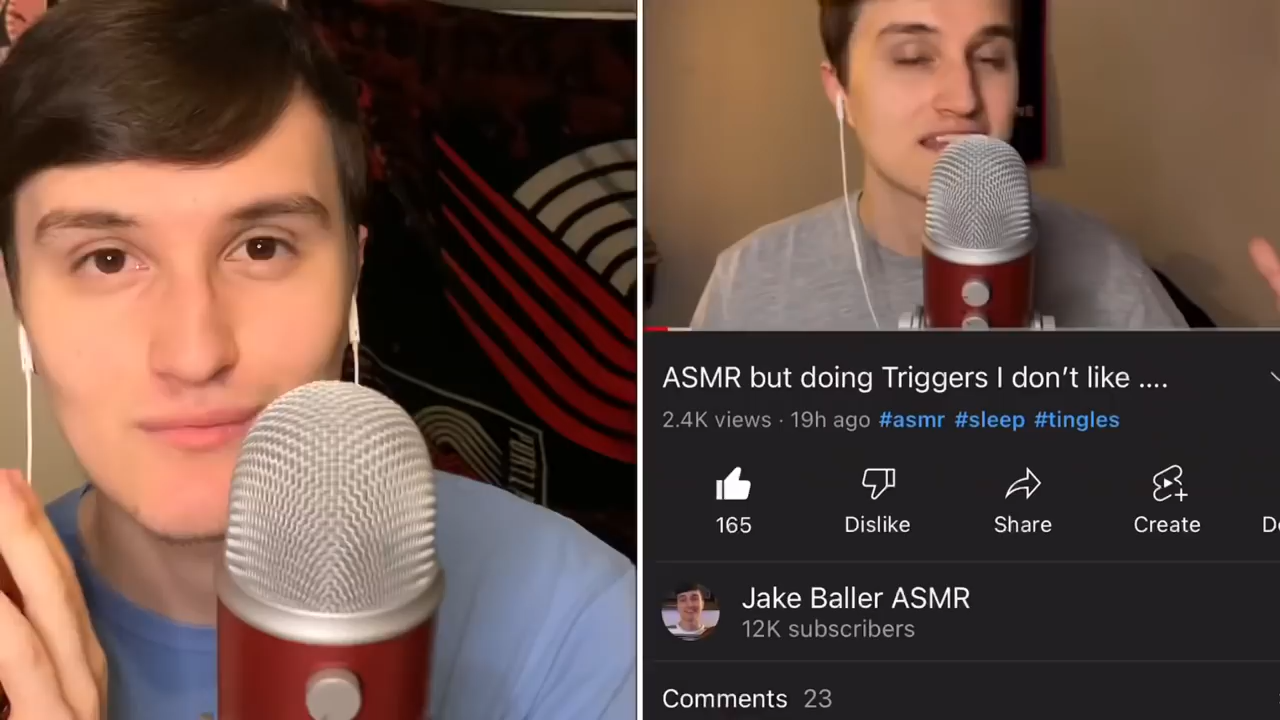 ASMR but doing Triggers I don't like ....
2.4K views · 19h ago #asmr #sleep #tingles
165 Dislike Share Create
Jake Baller ASMR
12K subscribers
Comments 23